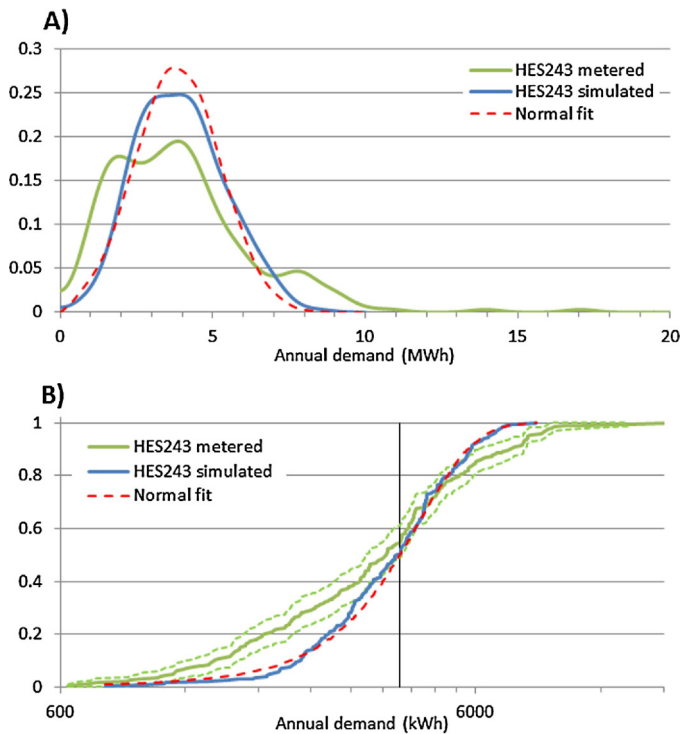 A)
0.3
0.25
0.2
0.15
0.1
0.05
0
HES243 metered
HES243 simulated
Normal fit
0 5 10 15 20
Annual demand (MWh)
B)
1
0.8
0.6
0.4
0.2
0
HES243 metered
HES243 simulated
Normal fit
600 6000
Annual demand (kWh)